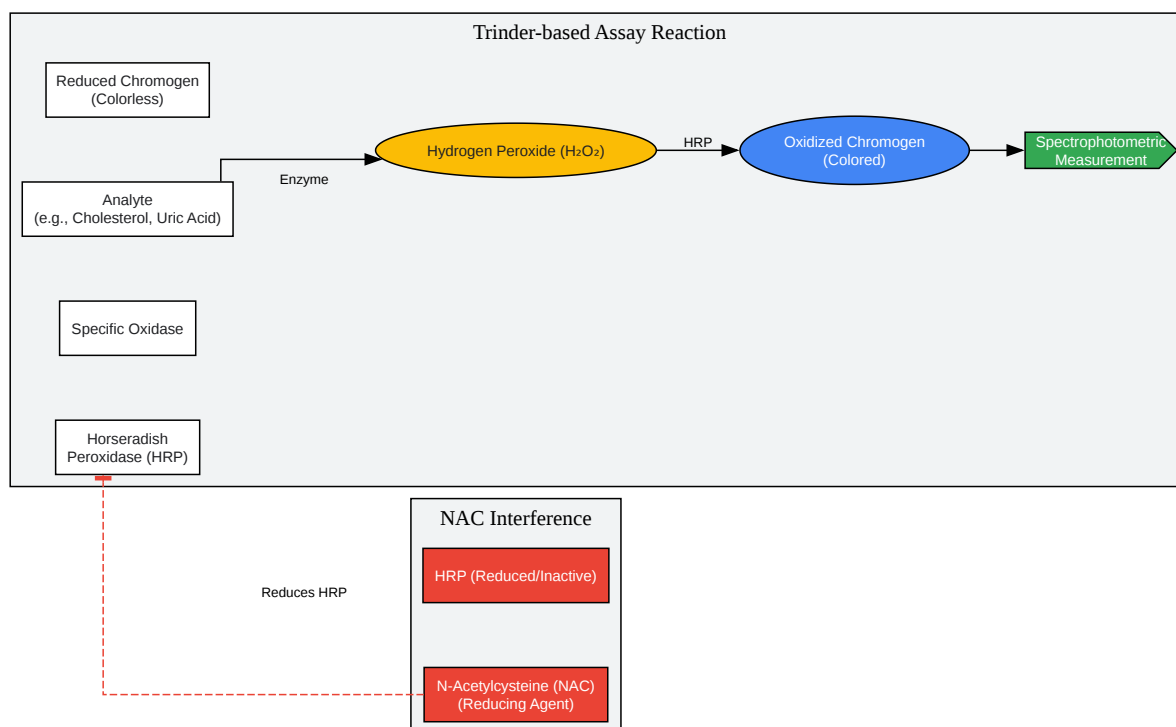 Trinder-based Assay Reaction
Reduced Chromogen
(Colorless)
Hydrogen Peroxide (H₂O₂)
HRP
Oxidized Chromogen
(Colored)
Spectrophotometric
Measurement
Enzyme
Analyte
(e.g., Cholesterol, Uric Acid)
Specific Oxidase
Horseradish
Peroxidase (HRP)
NAC Interference
HRP (Reduced/Inactive)
Reduces HRP
N-Acetylcysteine (NAC)
(Reducing Agent)